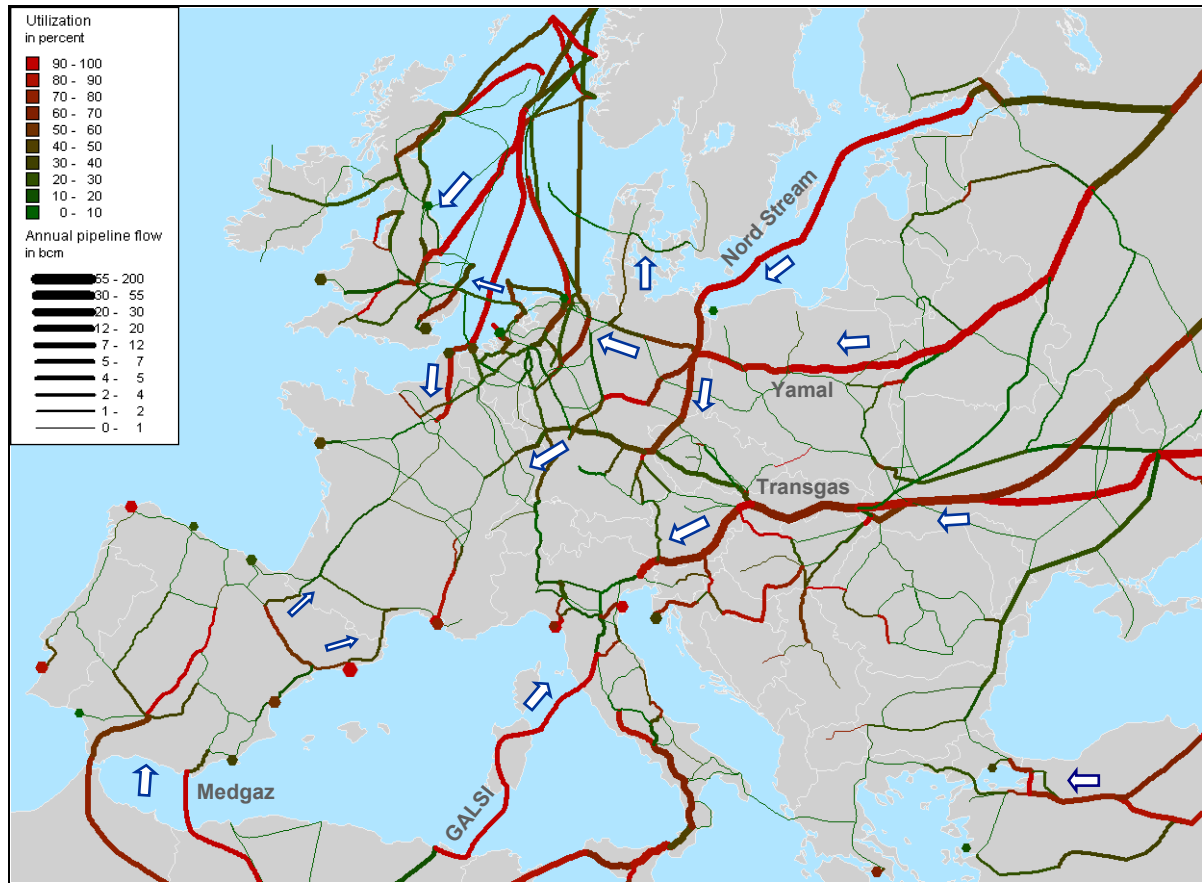 Utilization
in percent
90 - 100
80 - 90
70 - 80
60 - 70
50 - 60
40 - 50
30 - 40
20 - 30
10 - 20
0 - 10
Annual pipeline flow
in bcm
55 - 200
30 - 55
20 - 30
12 - 20
7 - 12
5 - 7
4 - 5
2 - 4
1 - 2
0 - 1
Nord Stream
Yamal
Transgas
Medgaz
GALSI